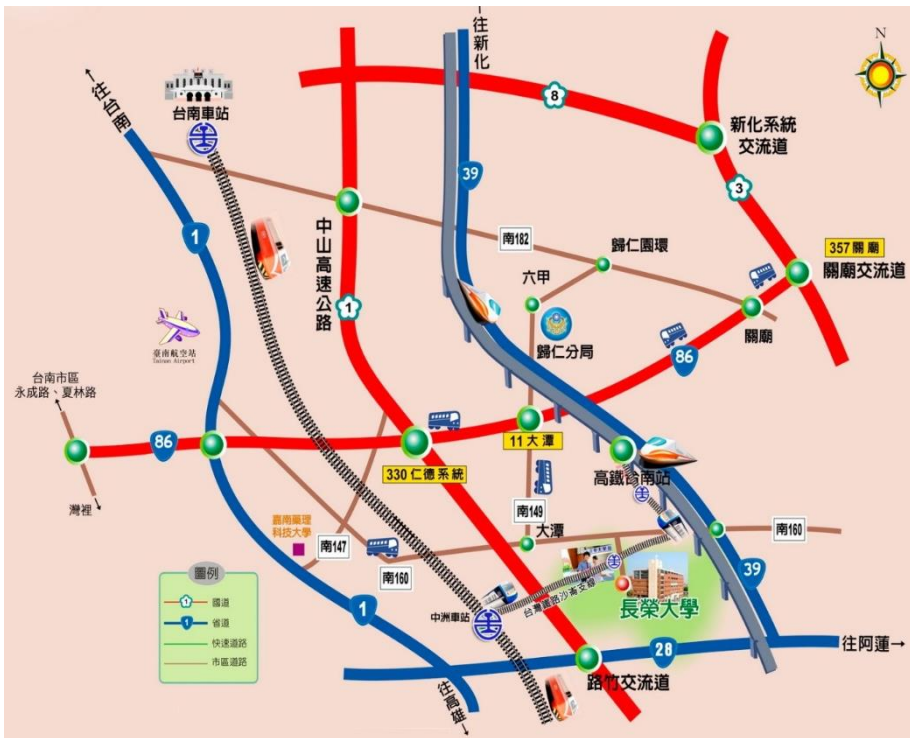 往新化
N
往台南
台南車站
8
新化系統
交流道
39
3
1
中山高速公路
南182
歸仁園環
357 關廟
關廟交流道
六甲
歸仁分局
關廟
1
臺南航空站
Tainan Airport
86
台南市區
永成路、夏林路
86
11 大潭
330 仁德系統
高鐵台南站
灣裡
嘉南藥理
科技大學
南147
南149
大潭
南160
南160
39
圖例
1
國道
1
省道
快速道路
市區道路
1
中洲車站
台灣鐵路沙崙支線
長榮大學
28
往阿蓮
路竹交流道
往高雄